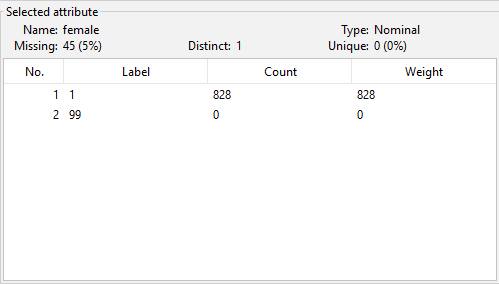 Selected attribute
Name: female Type: Nominal
Missing: 45 (5%) Distinct: 1 Unique: 0 (0%)
No. Label Count Weight
1 1 828 828
2 99 0 0